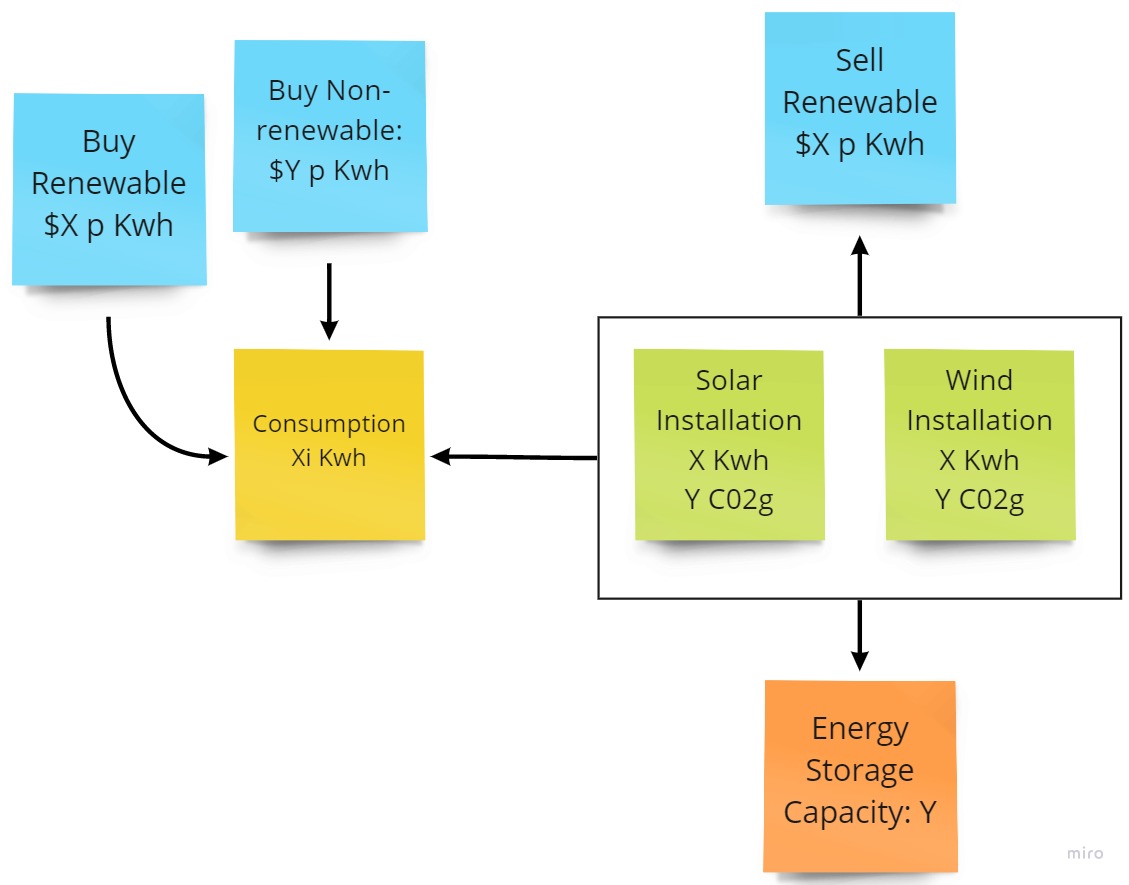 Buy
Renewable
$X p Kwh
Buy Non-
renewable:
$Y p Kwh
Sell
Renewable
$X p Kwh
Consumption
Xi Kwh
Solar
Installation
X Kwh
Y C02g
Wind
Installation
X Kwh
Y C02g
Energy
Storage
Capacity: Y
miro